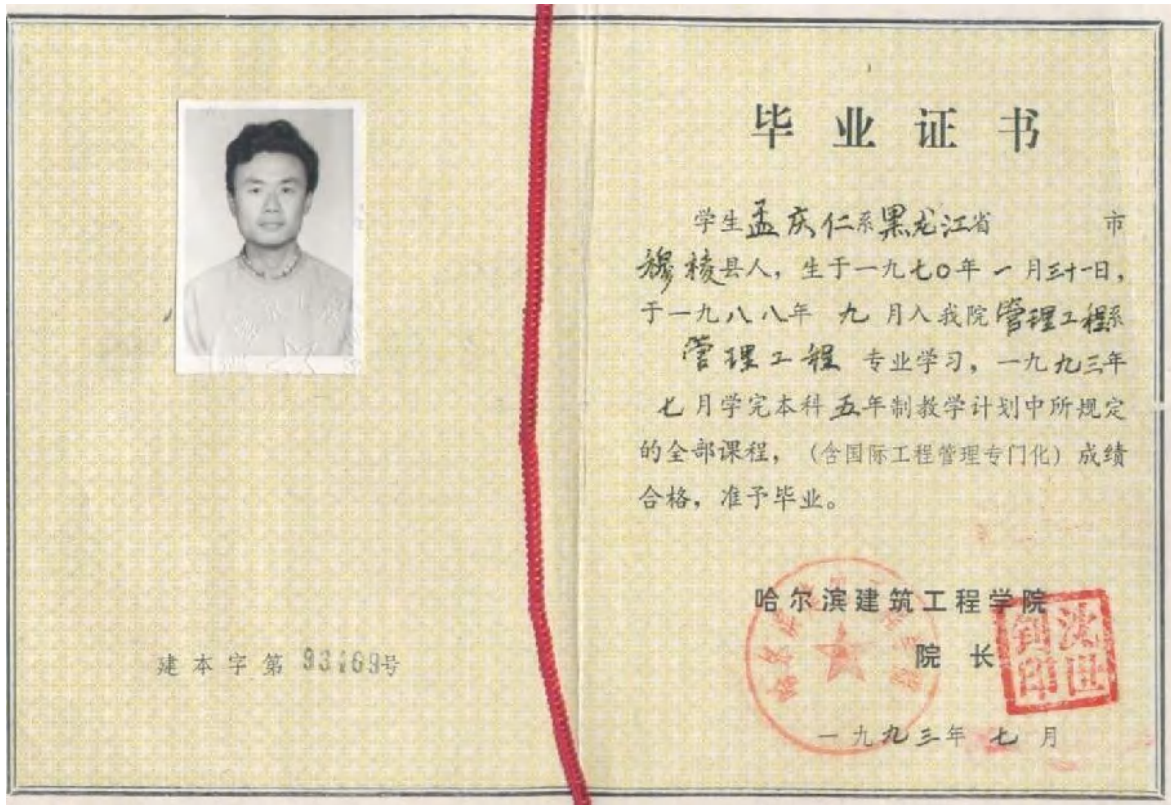 毕业证书
学生孟庆仁系黑龙江省 市
穆棱县人，生于一九七〇年一月三十一日，
于一九八八年 九 月入我院管理工程系
管理工程 专业学习，一九九三年
七月学完本科五年制教学计划中所规定
的全部课程，（含国际工程管理专门化）成绩
合格，准予毕业。
哈尔滨建筑工程学院
院 长
沈世钊印
一九九三年 七 月
建本字第 93169号